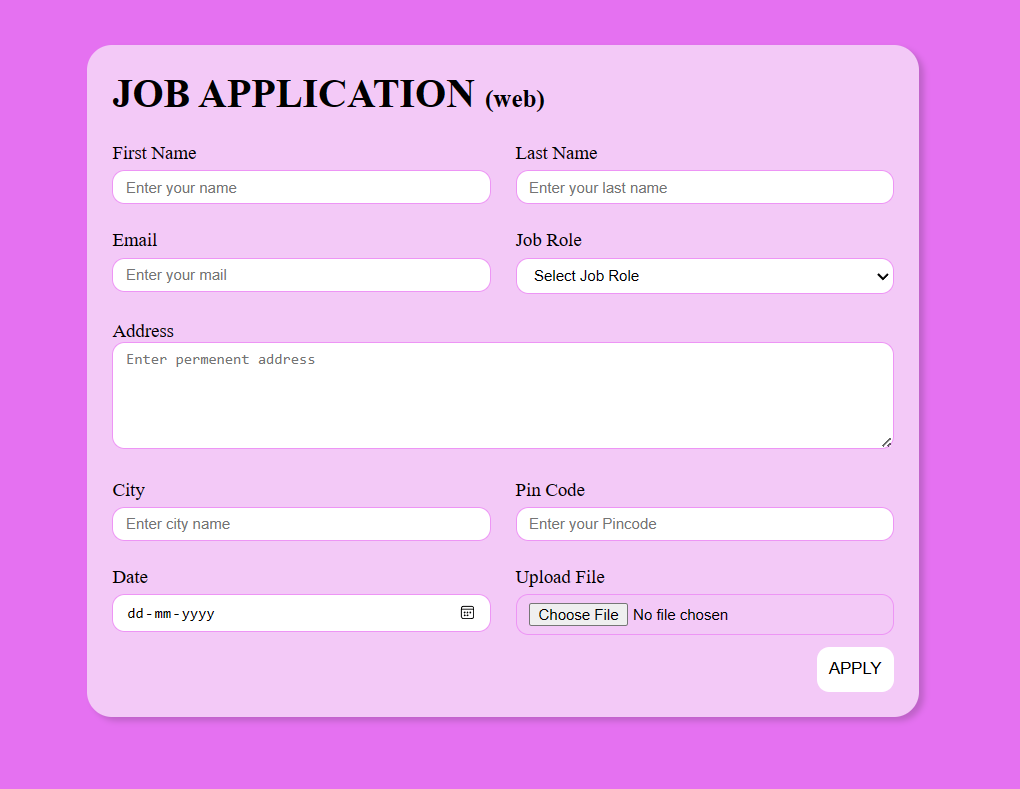 JOB APPLICATION (web)
First Name
Last Name
Enter your name
Enter your last name
Email
Job Role
Enter your mail
Select Job Role
Address
Enter permenent address
City
Pin Code
Enter city name
Enter your Pincode
Date
Upload File
dd-mm-yyyy
Choose File No file chosen
APPLY